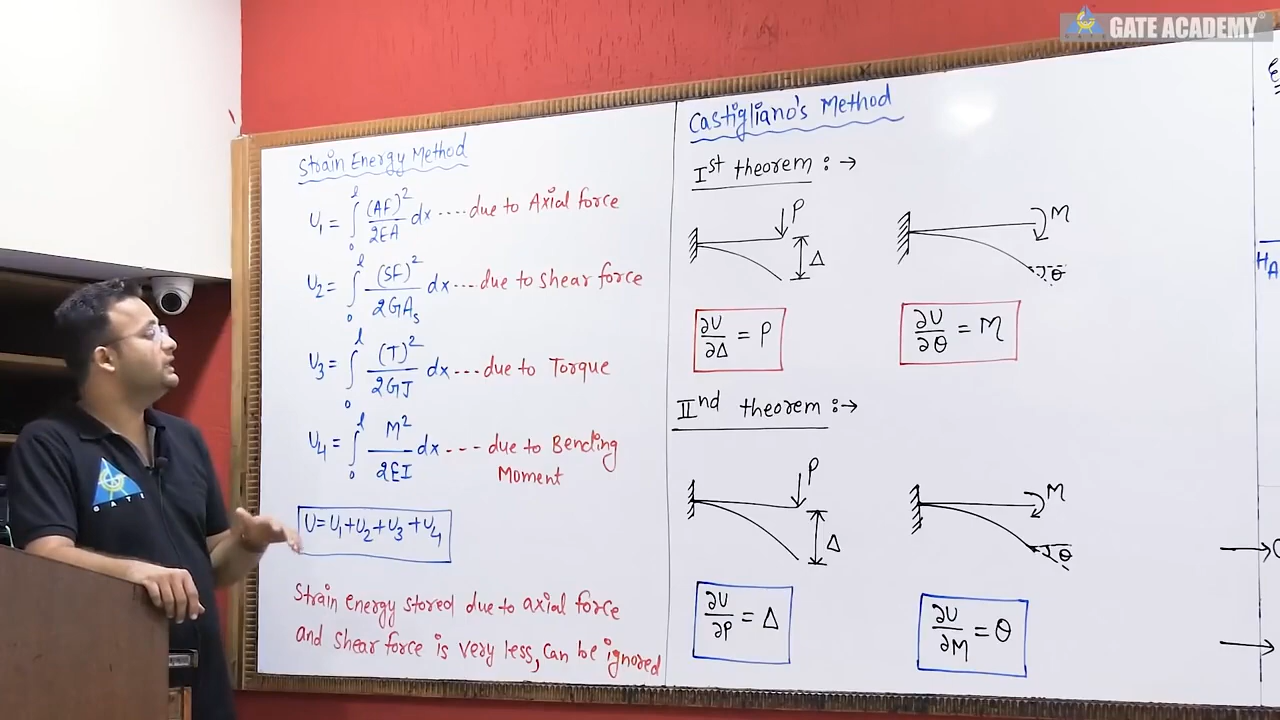 GATE ACADEMY
Strain Energy Method
U₁ = ∫₀ˡ (AF)²/2EA dx .... due to Axial force
U₂ = ∫₀ˡ (SF)²/2GAₛ dx ... due to shear force
U₃ = ∫₀ˡ (T)²/2GJ dx ... due to Torque
U₄ = ∫₀ˡ M²/2EI dx ... due to Bending
Moment
U = U₁+U₂+U₃+U₄
Strain energy stored due to axial force
and shear force is very less, can be ignored
Castigliano's Method
Iˢᵗ theorem :→
P
Δ
M
θ
∂U/∂Δ = P
∂U/∂θ = M
IIⁿᵈ theorem :→
P
Δ
M
θ
∂U/∂P = Δ
∂U/∂M = θ
H_A
GATE